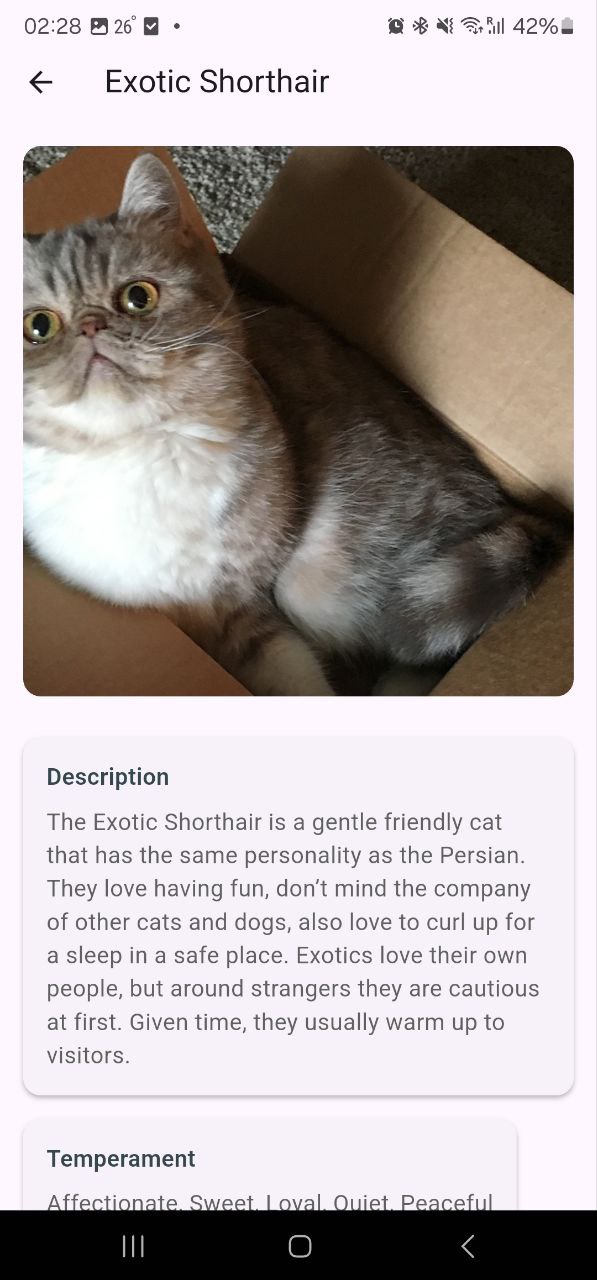 02:28 26° 42%
Exotic Shorthair
Description
The Exotic Shorthair is a gentle friendly cat
that has the same personality as the Persian.
They love having fun, don’t mind the company
of other cats and dogs, also love to curl up for
a sleep in a safe place. Exotics love their own
people, but around strangers they are cautious
at first. Given time, they usually warm up to
visitors.
Temperament
Affectionate, Sweet, Loyal, Quiet, Peaceful